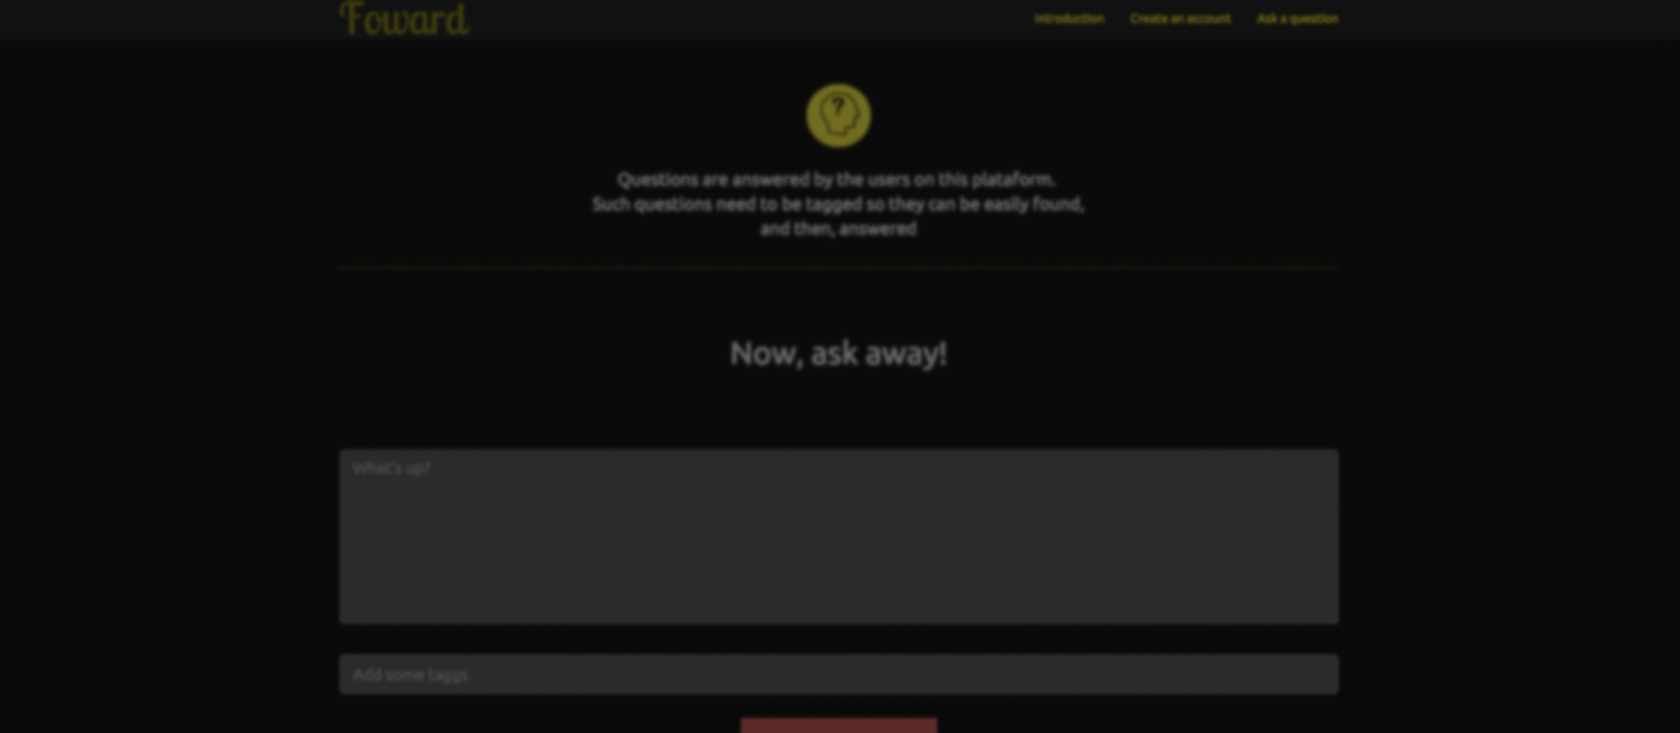 Foward
Introduction
Create an account
Ask a question
?
Questions are answered by the users on this plataform.
Such questions need to be tagged so they can be easily found,
and then, answered
Now, ask away!
What's up?
Add some taggs